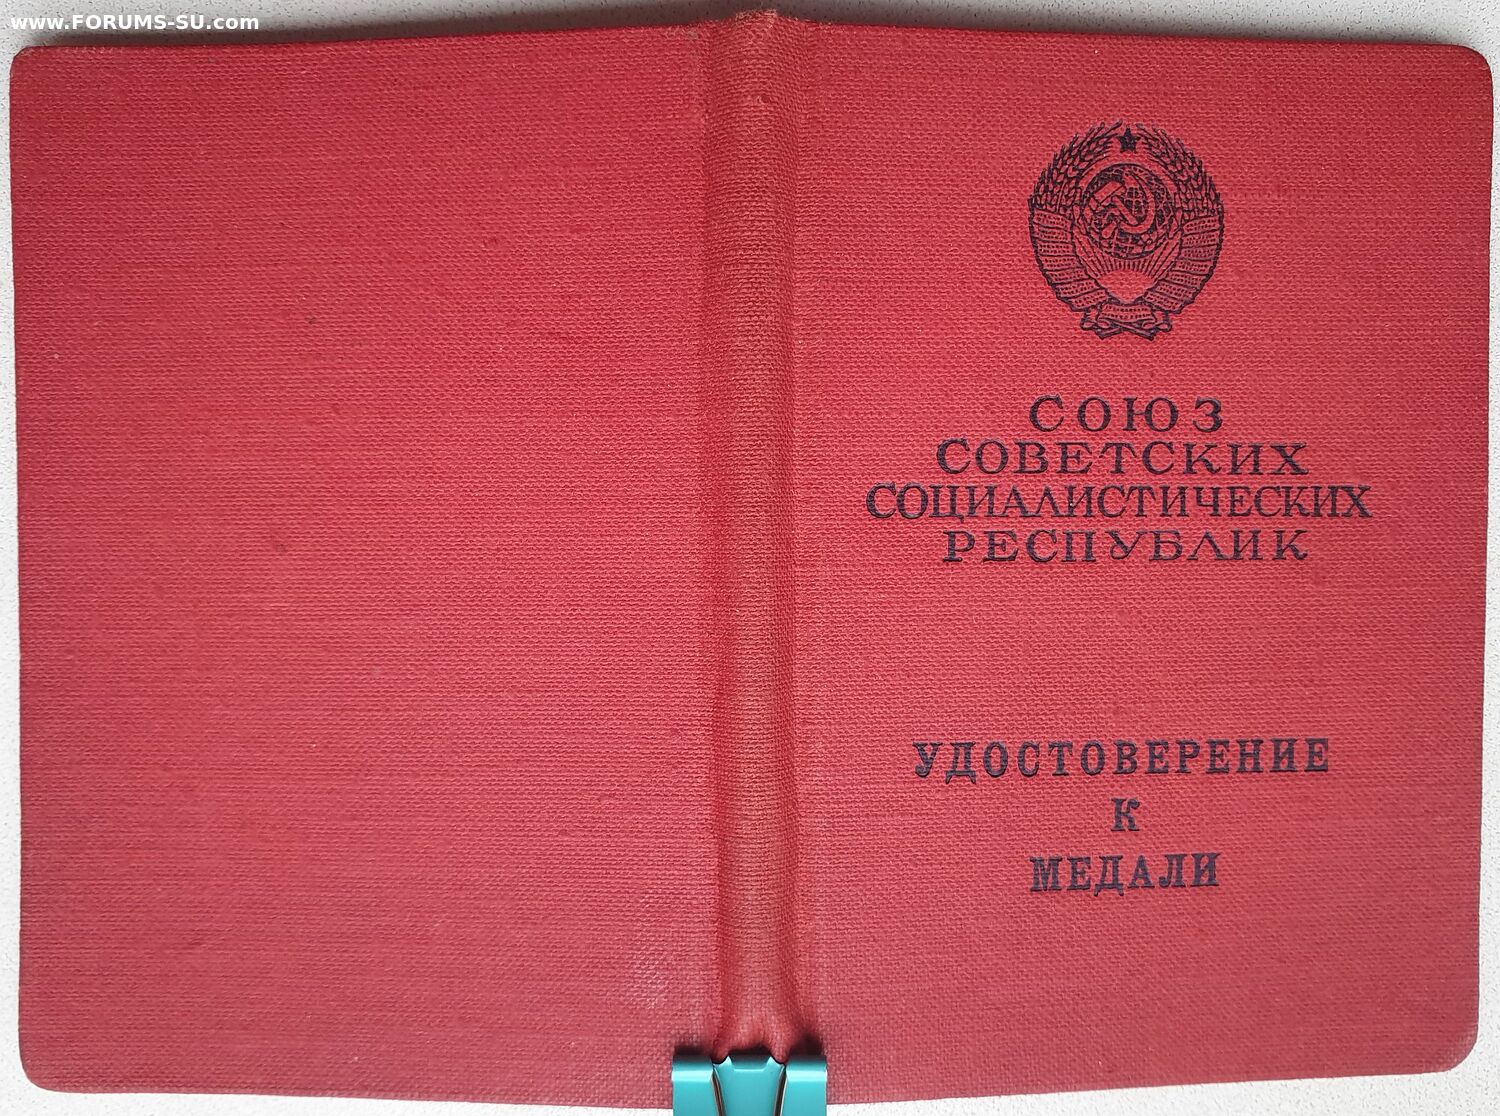 www.FORUMS-SU.com
СОЮЗ
СОВЕТСКИХ
СОЦИАЛИСТИЧЕСКИХ
РЕСПУБЛИК
УДОСТОВЕРЕНИЕ
К
МЕДАЛИ